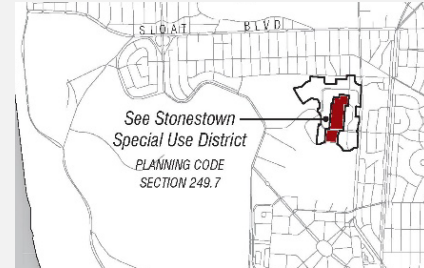 SLOAT BLVD
See Stonestown
Special Use District
PLANNING CODE
SECTION 249.7